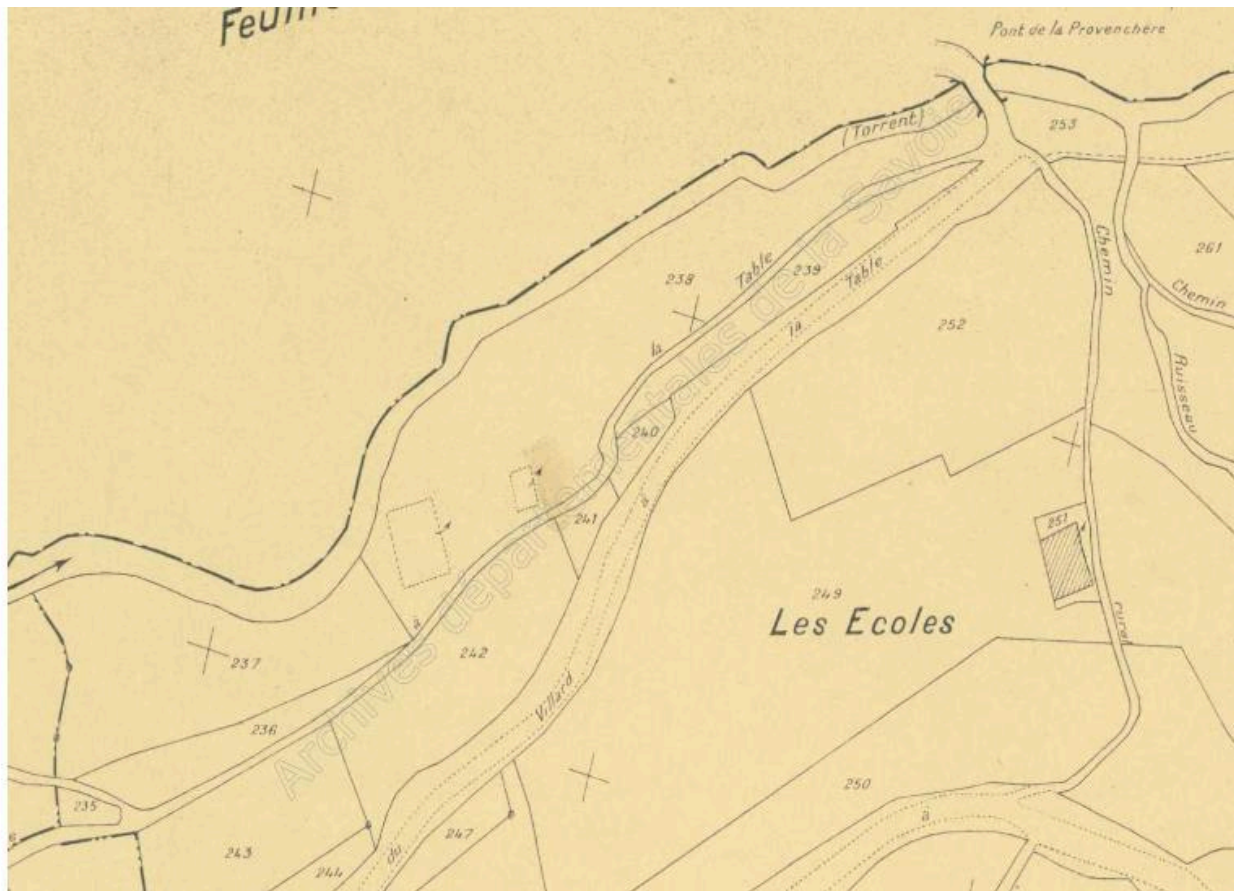 Pont de la Provenchère
(Torrent)
253
261
Chemin
Chemin
Ruisseau
238
la Table
239
à la Table
252
240
241
251
249
Les Ecoles
rural
237
à
242
Villard
236
235
250
à
243
244
247
du
Archives départementales de la Savoie